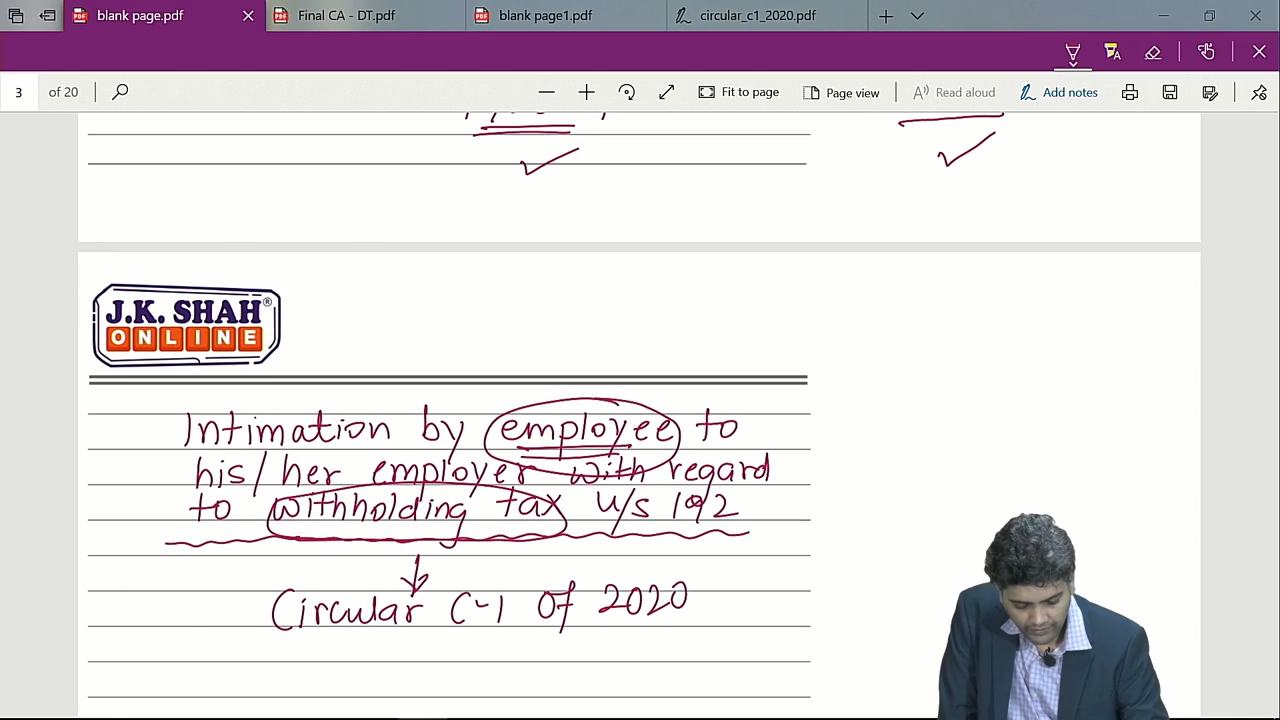 blank page.pdf
Final CA - DT.pdf
blank page1.pdf
circular_c1_2020.pdf
3 of 20
Fit to page
Page view
A)) Read aloud
Add notes
J.K. SHAH®
ONLINE
Intimation by employee to
his/her employer with regard
to withholding tax u/s 192
Circular C-1 Of 2020